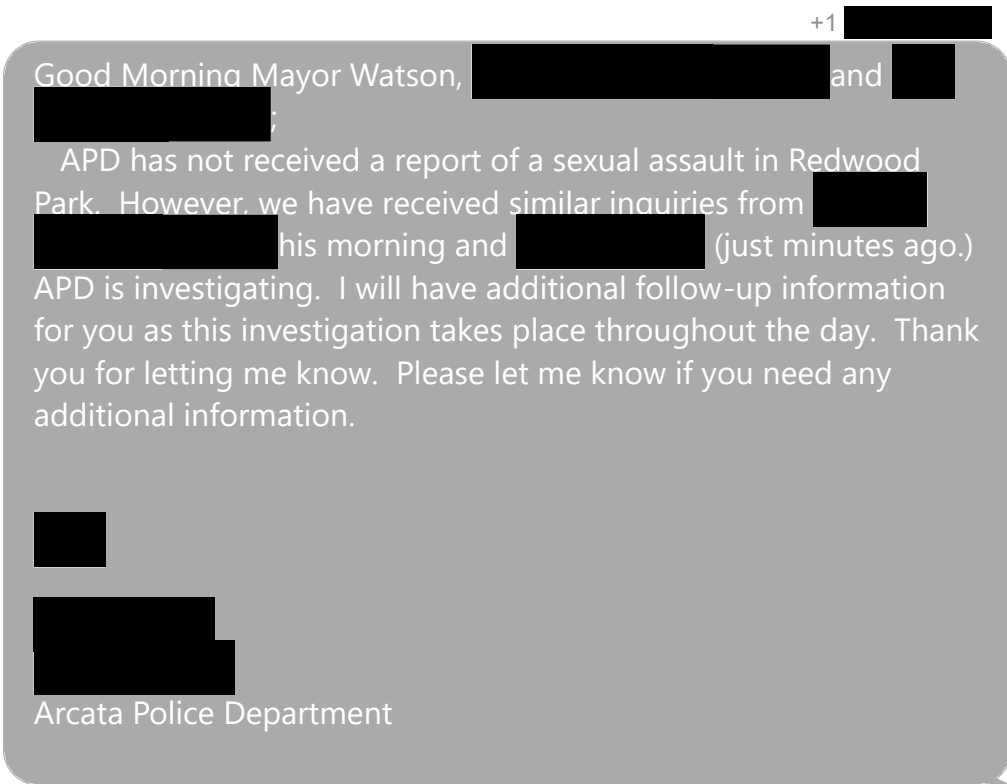 +1
Good Morning Mayor Watson, and
;
APD has not received a report of a sexual assault in Redwood
Park.  However, we have received similar inquiries from
his morning and (just minutes ago.)
APD is investigating.  I will have additional follow-up information
for you as this investigation takes place throughout the day.  Thank
you for letting me know.  Please let me know if you need any
additional information.
Arcata Police Department